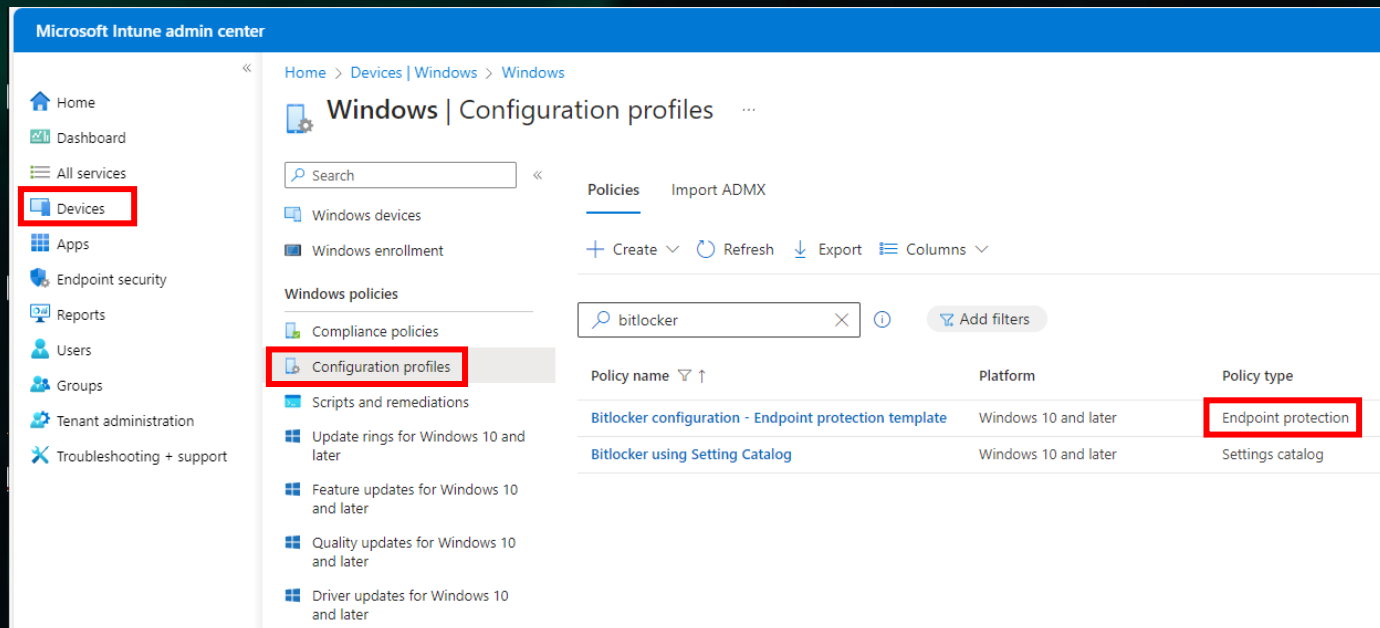 Microsoft Intune admin center
Home > Devices | Windows > Windows
Windows | Configuration profiles ...
Home
Dashboard
All services
Devices
Apps
Endpoint security
Reports
Users
Groups
Tenant administration
Troubleshooting + support
Search
Windows devices
Windows enrollment
Windows policies
Compliance policies
Configuration profiles
Scripts and remediations
Update rings for Windows 10 and
later
Feature updates for Windows 10
and later
Quality updates for Windows 10
and later
Driver updates for Windows 10
and later
Policies Import ADMX
Create Refresh Export Columns
bitlocker Add filters
Policy name Platform Policy type
Bitlocker configuration - Endpoint protection template Windows 10 and later Endpoint protection
Bitlocker using Setting Catalog Windows 10 and later Settings catalog